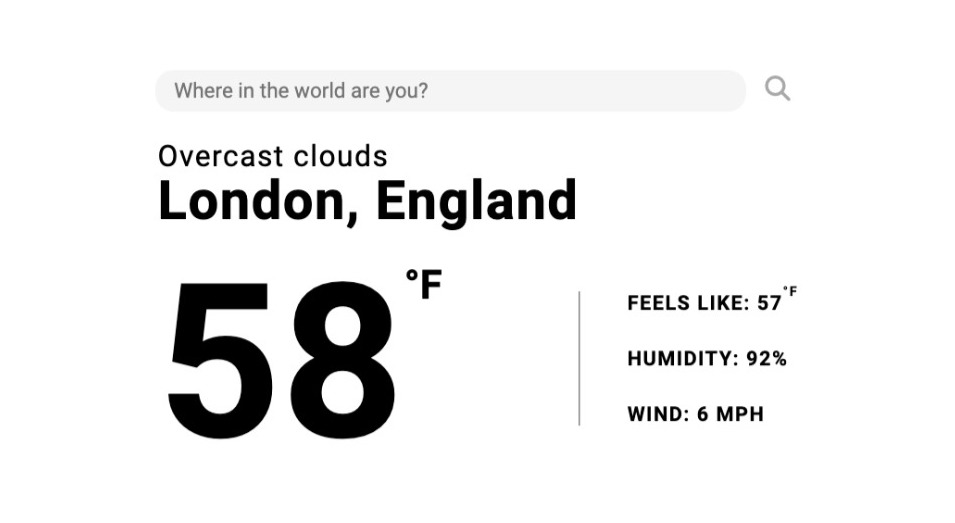 Where in the world are you?
Overcast clouds
London, England
58 °F
FEELS LIKE: 57 °F
HUMIDITY: 92%
WIND: 6 MPH